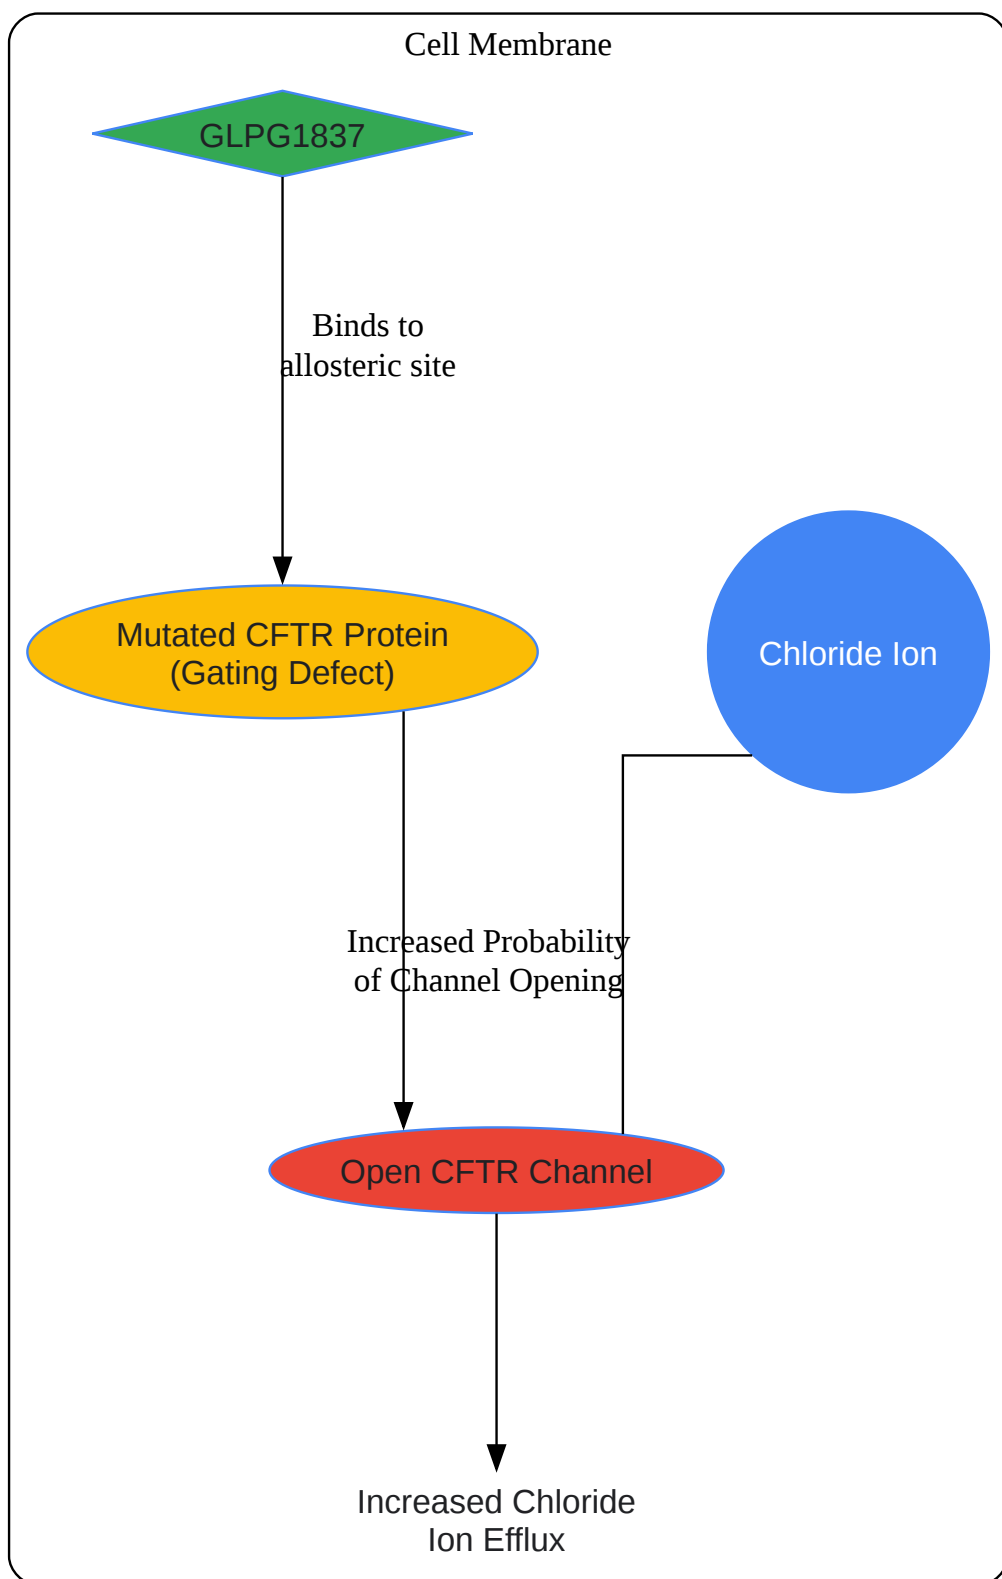 Cell Membrane
GLPG1837
Binds to
allosteric site
Mutated CFTR Protein
(Gating Defect)
Chloride Ion
Increased Probability
of Channel Opening
Open CFTR Channel
Increased Chloride
Ion Efflux